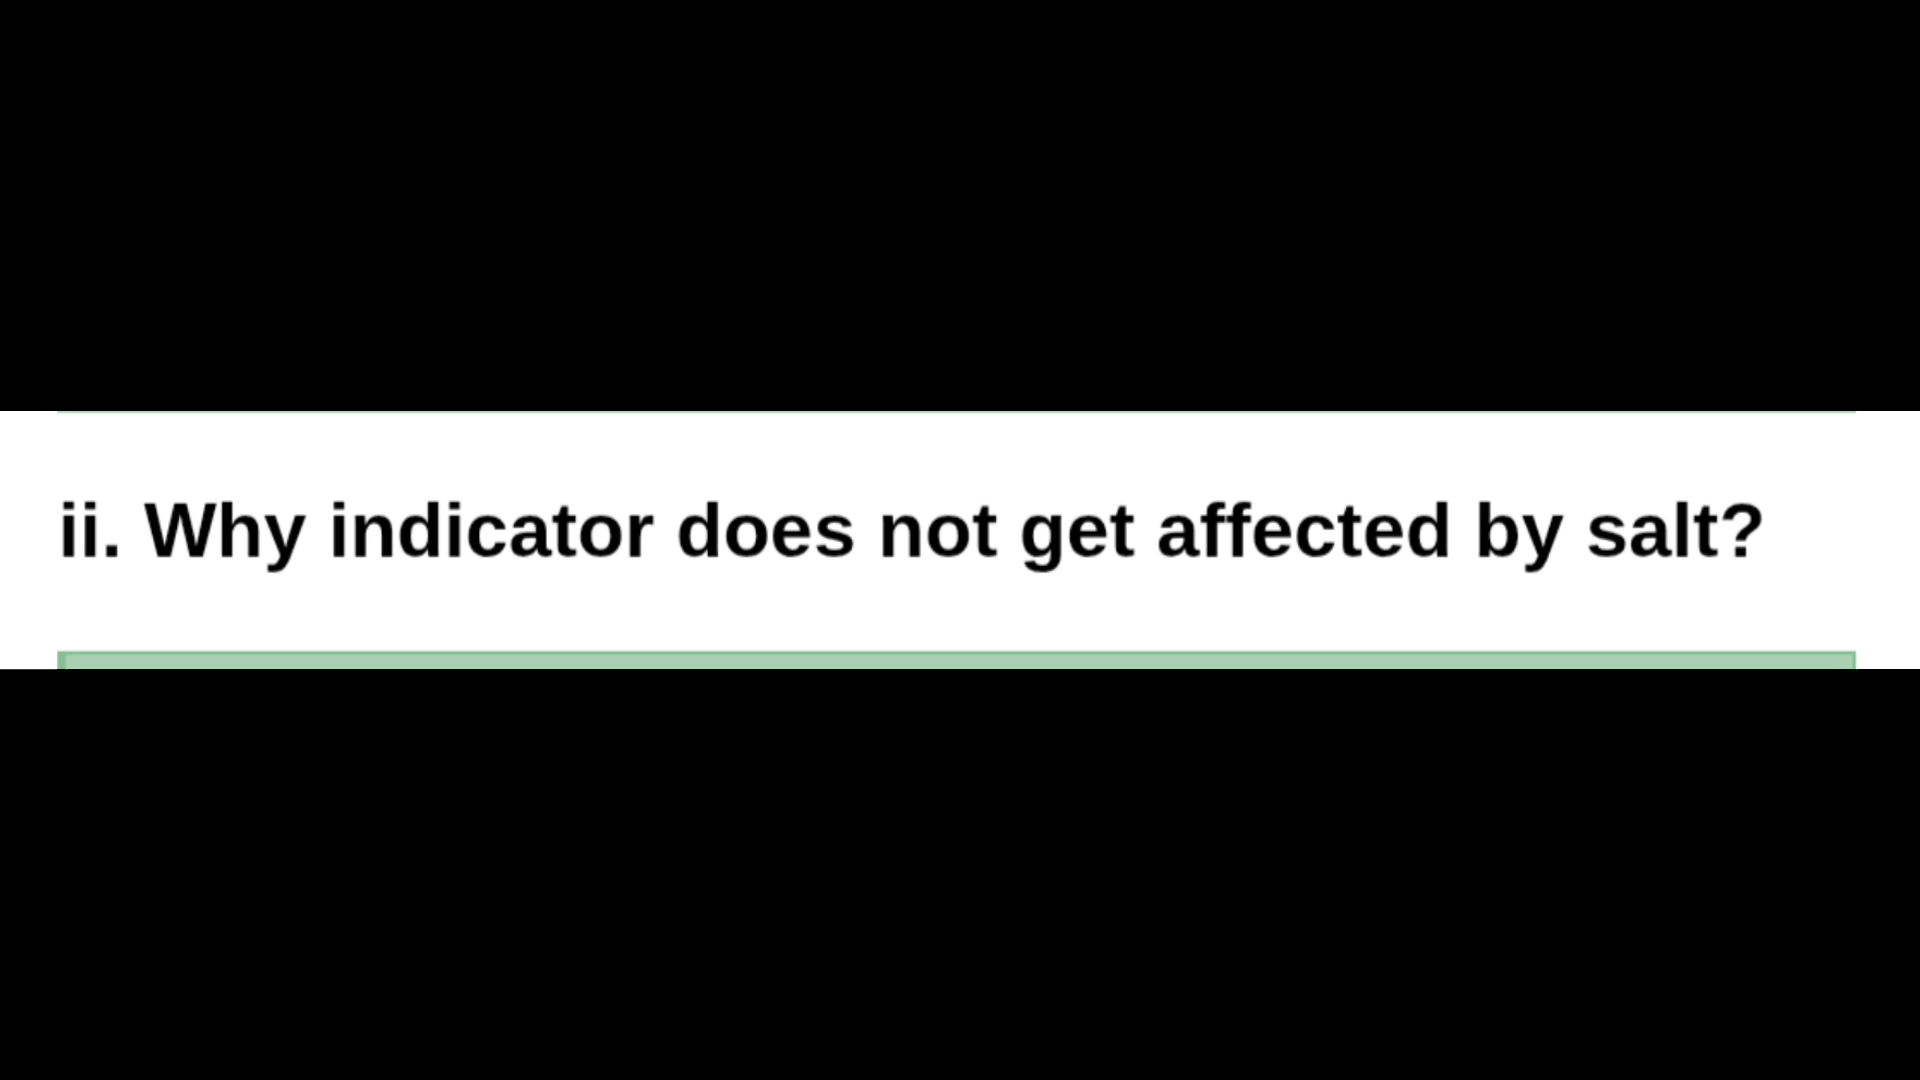 ii. Why indicator does not get affected by salt?